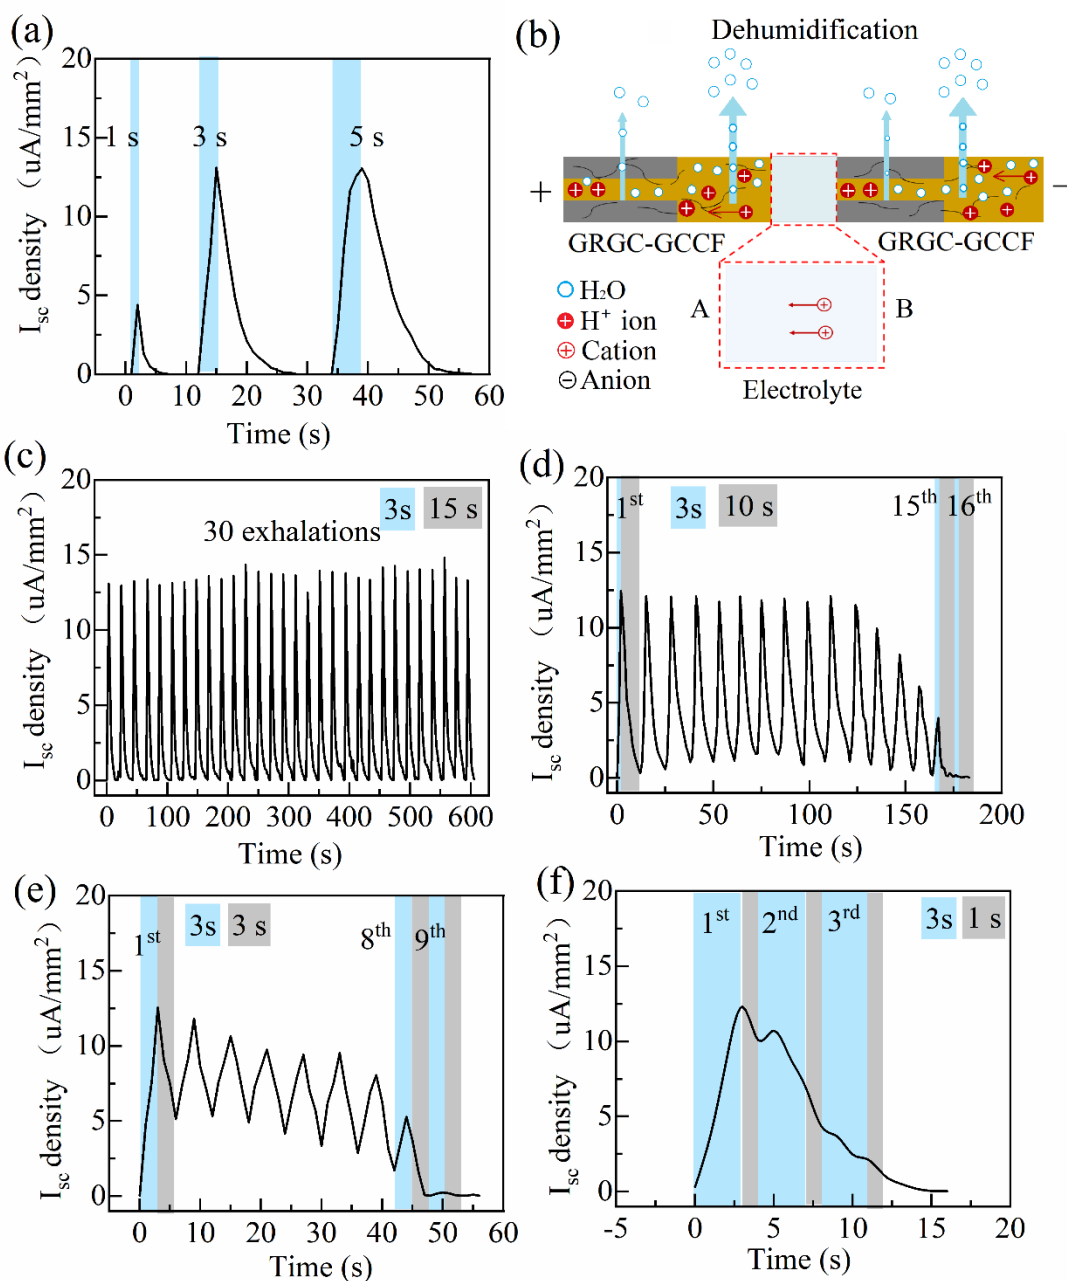 (a)
I_sc density （uA/mm²）
20
15
10
5
0
1 s
3 s
5 s
0 10 20 30 40 50 60
Time (s)
(b)
Dehumidification
+
−
GRGC-GCCF
GRGC-GCCF
H₂O
H⁺ ion
Cation
Anion
A
B
Electrolyte
(c)
I_sc density （uA/mm²）
20
15
10
5
0
3s 15 s
30 exhalations
0 100 200 300 400 500 600
Time (s)
(d)
I_sc density （uA/mm²）
20
15
10
5
0
1st 3s 10 s 15th 16th
0 50 100 150 200
Time (s)
(e)
I_sc density （uA/mm²）
20
15
10
5
0
3s 3 s
1st 8th 9th
0 10 20 30 40 50 60
Time (s)
(f)
I_sc density （uA/mm²）
20
15
10
5
0
1st 2nd 3rd 3s 1 s
-5 0 5 10 15 20
Time (s)